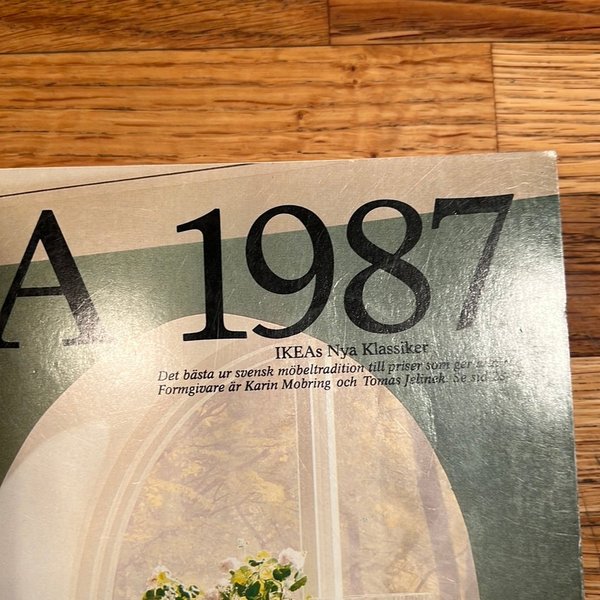 A 1987
IKEAs Nya Klassiker
Det bästa ur svensk möbeltradition till priser som ger
Formgivare är Karin Mobring och Tomas Jelinek. Se sid